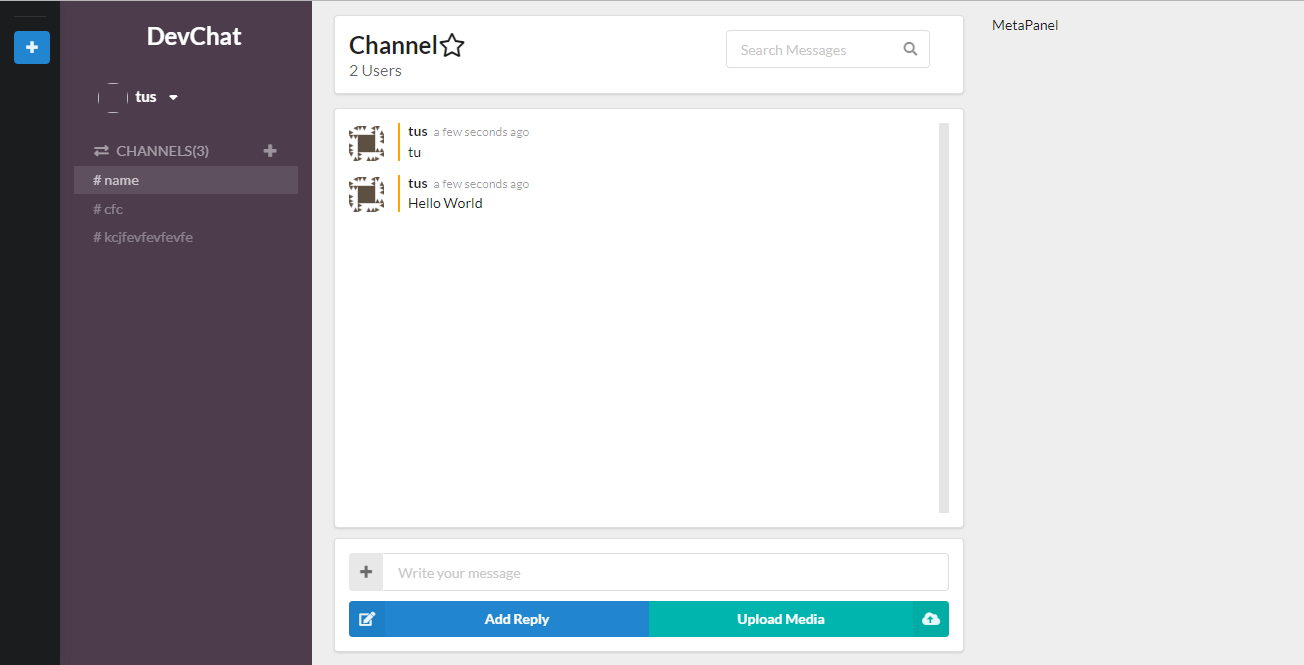 DevChat
tus
CHANNELS(3)
# name
# cfc
# kcjfevfevfevfe
Channel
2 Users
Search Messages
tus a few seconds ago
tu
tus a few seconds ago
Hello World
Write your message
Add Reply
Upload Media
MetaPanel